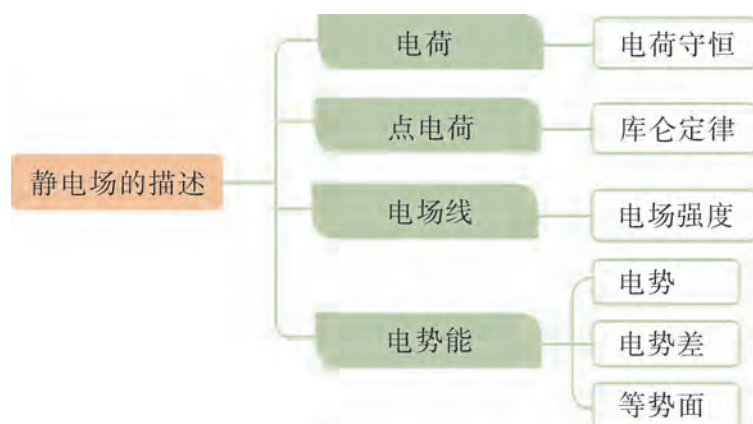 电荷
电荷守恒
点电荷
库仑定律
静电场的描述
电场线
电场强度
电势能
电势
电势差
等势面